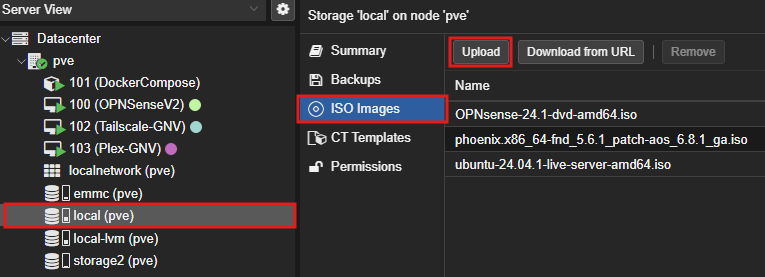 Server View
Datacenter
pve
101 (DockerCompose)
100 (OPNSenseV2)
102 (Tailscale-GNV)
103 (Plex-GNV)
localnetwork (pve)
emmc (pve)
local (pve)
local-lvm (pve)
storage2 (pve)
Storage 'local' on node 'pve'
Summary
Backups
ISO Images
CT Templates
Permissions
Upload Download from URL Remove
Name
OPNsense-24.1-dvd-amd64.iso
phoenix.x86_64-fnd_5.6.1_patch-aos_6.8.1_ga.iso
ubuntu-24.04.1-live-server-amd64.iso